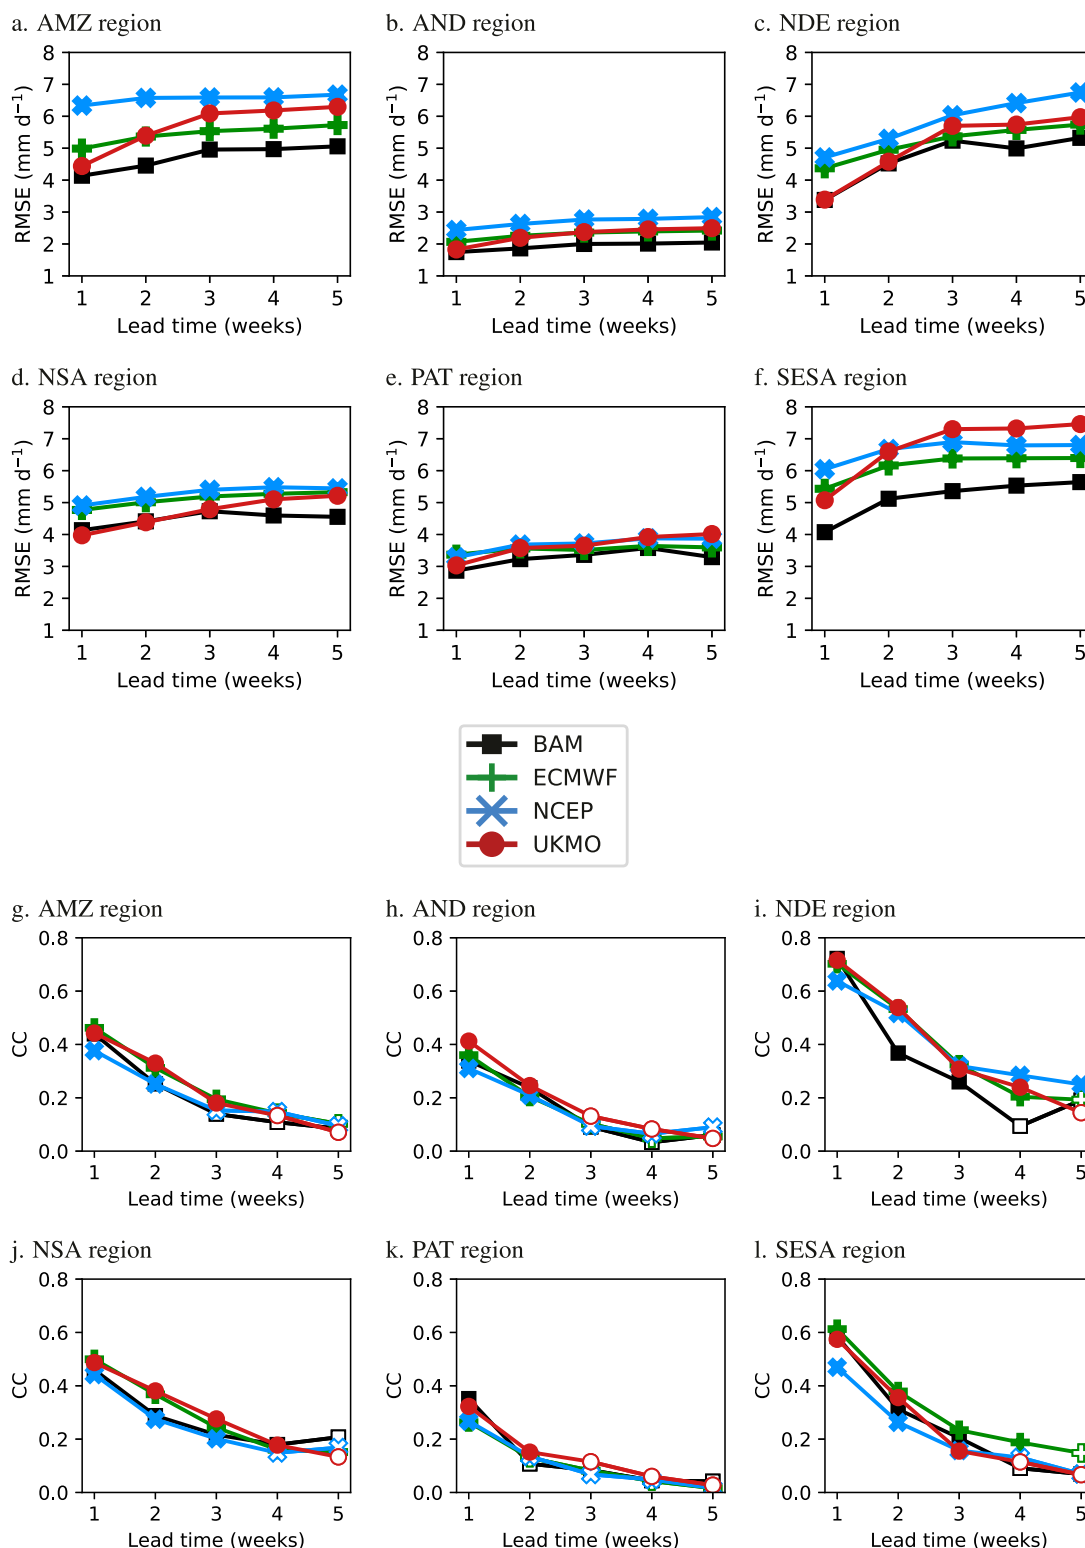 a. AMZ region
b. AND region
c. NDE region
8 7 6 5 4 3 2 1
8 7 6 5 4 3 2 1
8 7 6 5 4 3 2 1
RMSE (mm d⁻¹)
RMSE (mm d⁻¹)
RMSE (mm d⁻¹)
1 2 3 4 5
1 2 3 4 5
1 2 3 4 5
Lead time (weeks)
Lead time (weeks)
Lead time (weeks)
d. NSA region
e. PAT region
f. SESA region
8 7 6 5 4 3 2 1
8 7 6 5 4 3 2 1
8 7 6 5 4 3 2 1
RMSE (mm d⁻¹)
RMSE (mm d⁻¹)
RMSE (mm d⁻¹)
1 2 3 4 5
1 2 3 4 5
1 2 3 4 5
Lead time (weeks)
Lead time (weeks)
Lead time (weeks)
BAM
ECMWF
NCEP
UKMO
g. AMZ region
h. AND region
i. NDE region
0.8 0.6 0.4 0.2 0.0
0.8 0.6 0.4 0.2 0.0
0.8 0.6 0.4 0.2 0.0
CC
CC
CC
1 2 3 4 5
1 2 3 4 5
1 2 3 4 5
Lead time (weeks)
Lead time (weeks)
Lead time (weeks)
j. NSA region
k. PAT region
l. SESA region
0.8 0.6 0.4 0.2 0.0
0.8 0.6 0.4 0.2 0.0
0.8 0.6 0.4 0.2 0.0
CC
CC
CC
1 2 3 4 5
1 2 3 4 5
1 2 3 4 5
Lead time (weeks)
Lead time (weeks)
Lead time (weeks)